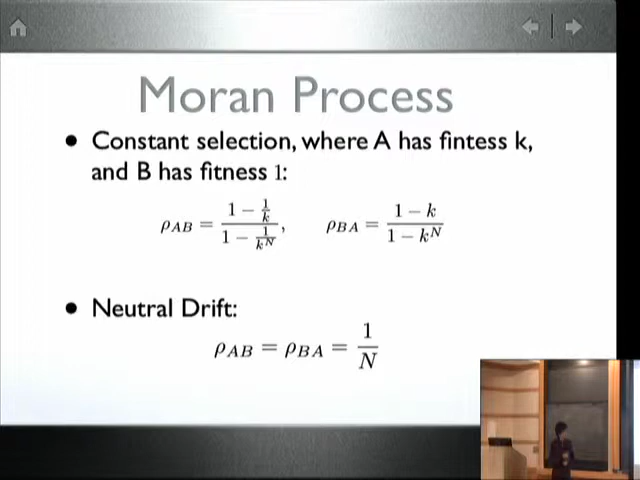 Moran Process
• Constant selection, where A has fintess k,
and B has fitness 1:
ρ_AB = (1 − 1/k) / (1 − 1/k^N), ρ_BA = (1 − k) / (1 − k^N)
• Neutral Drift:
ρ_AB = ρ_BA = 1/N